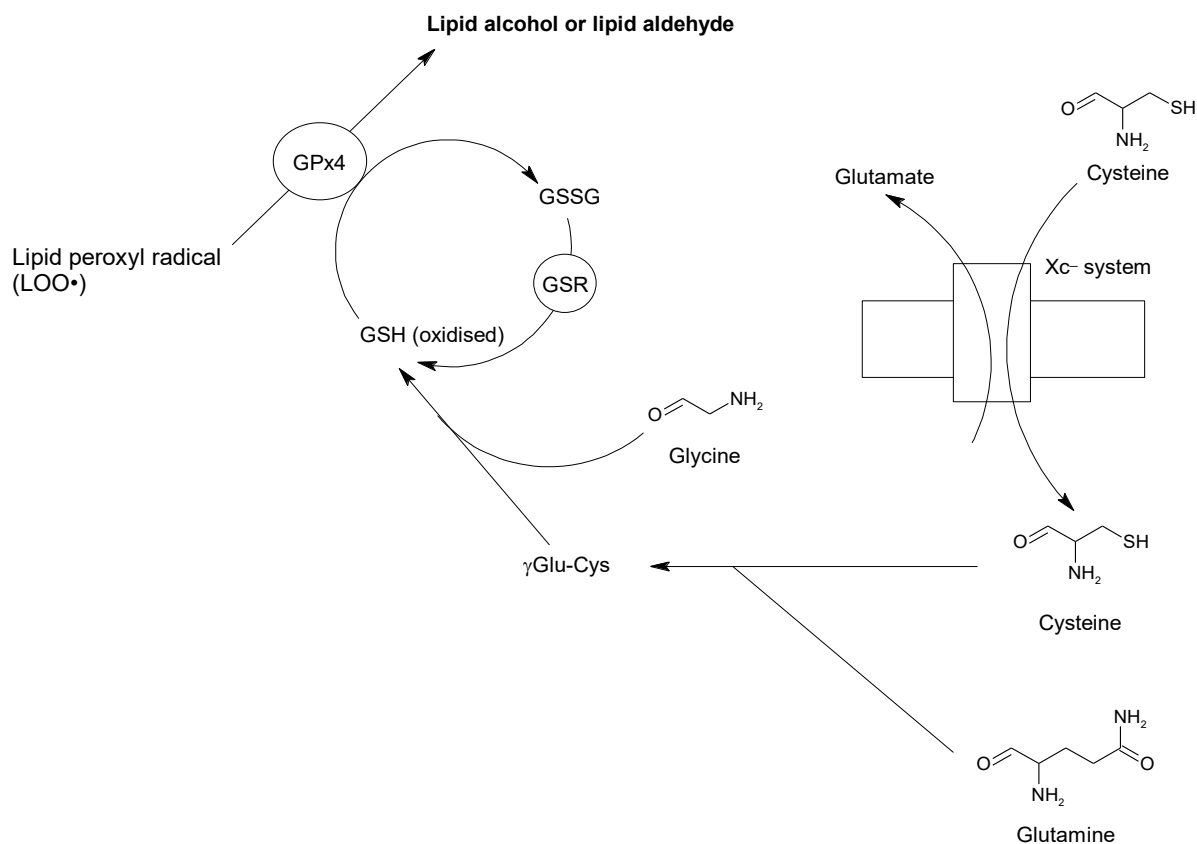 Lipid alcohol or lipid aldehyde
GPx4
GSSG
Lipid peroxyl radical
(LOO•)
GSR
GSH (oxidised)
O
NH2
Glycine
γGlu-Cys
O
SH
NH2
Cysteine
Glutamate
Xc– system
O
SH
NH2
Cysteine
NH2
O
O
NH2
Glutamine